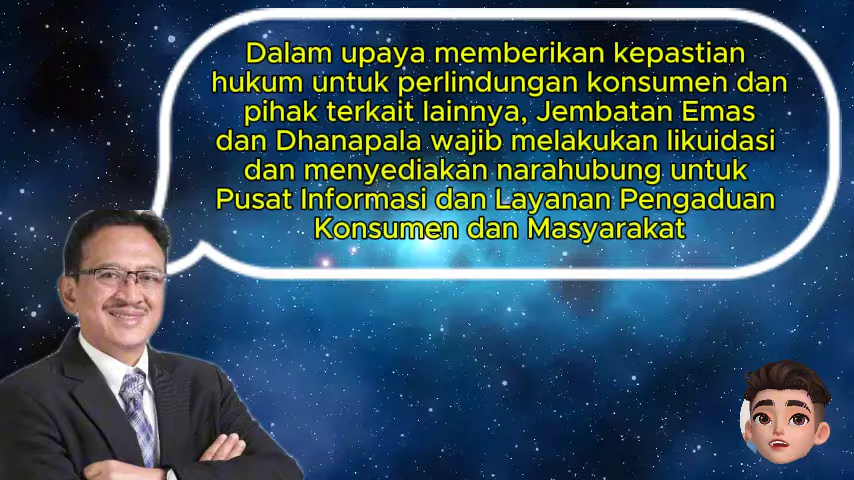 Dalam upaya memberikan kepastian
hukum untuk perlindungan konsumen dan
pihak terkait lainnya, Jembatan Emas
dan Dhanapala wajib melakukan likuidasi
dan menyediakan narahubung untuk
Pusat Informasi dan Layanan Pengaduan
Konsumen dan Masyarakat